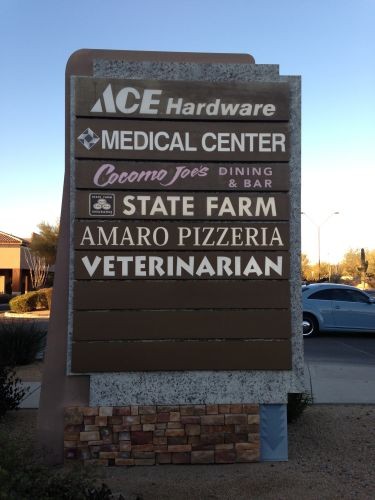 ACE Hardware
MEDICAL CENTER
Cocomo Joe's DINING
& BAR
STATE FARM
AMARO PIZZERIA
VETERINARIAN